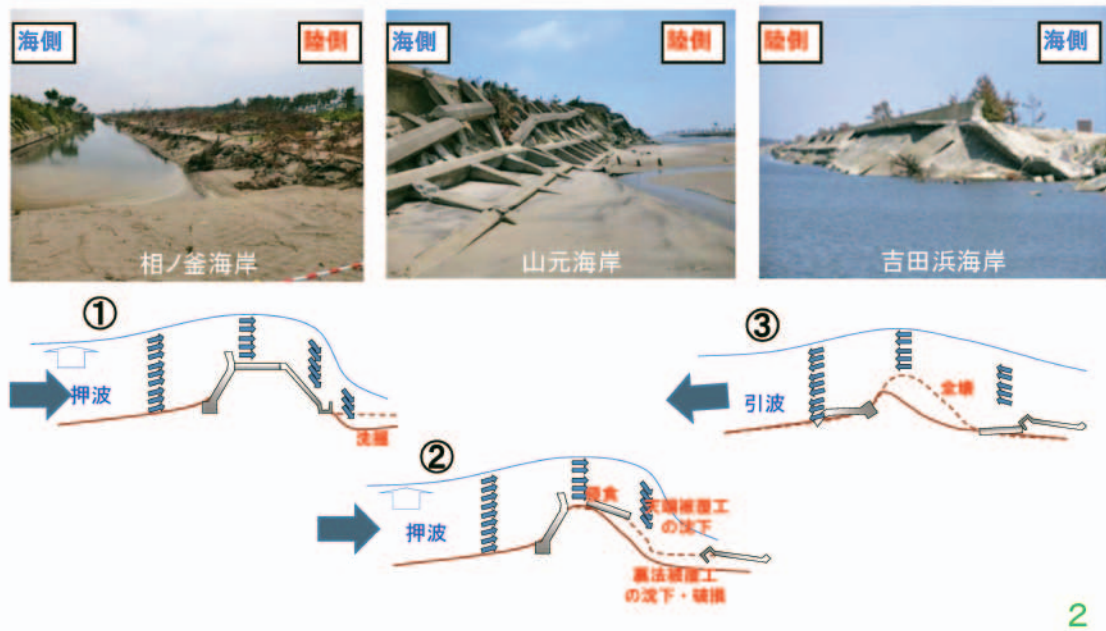 海側
陸側
相ノ釜海岸
海側
陸側
山元海岸
陸側
海側
吉田浜海岸
①
押波
洗掘
②
押波
侵食
天端被覆工
の沈下
裏法被覆工
の沈下・破損
③
引波
全壊
2